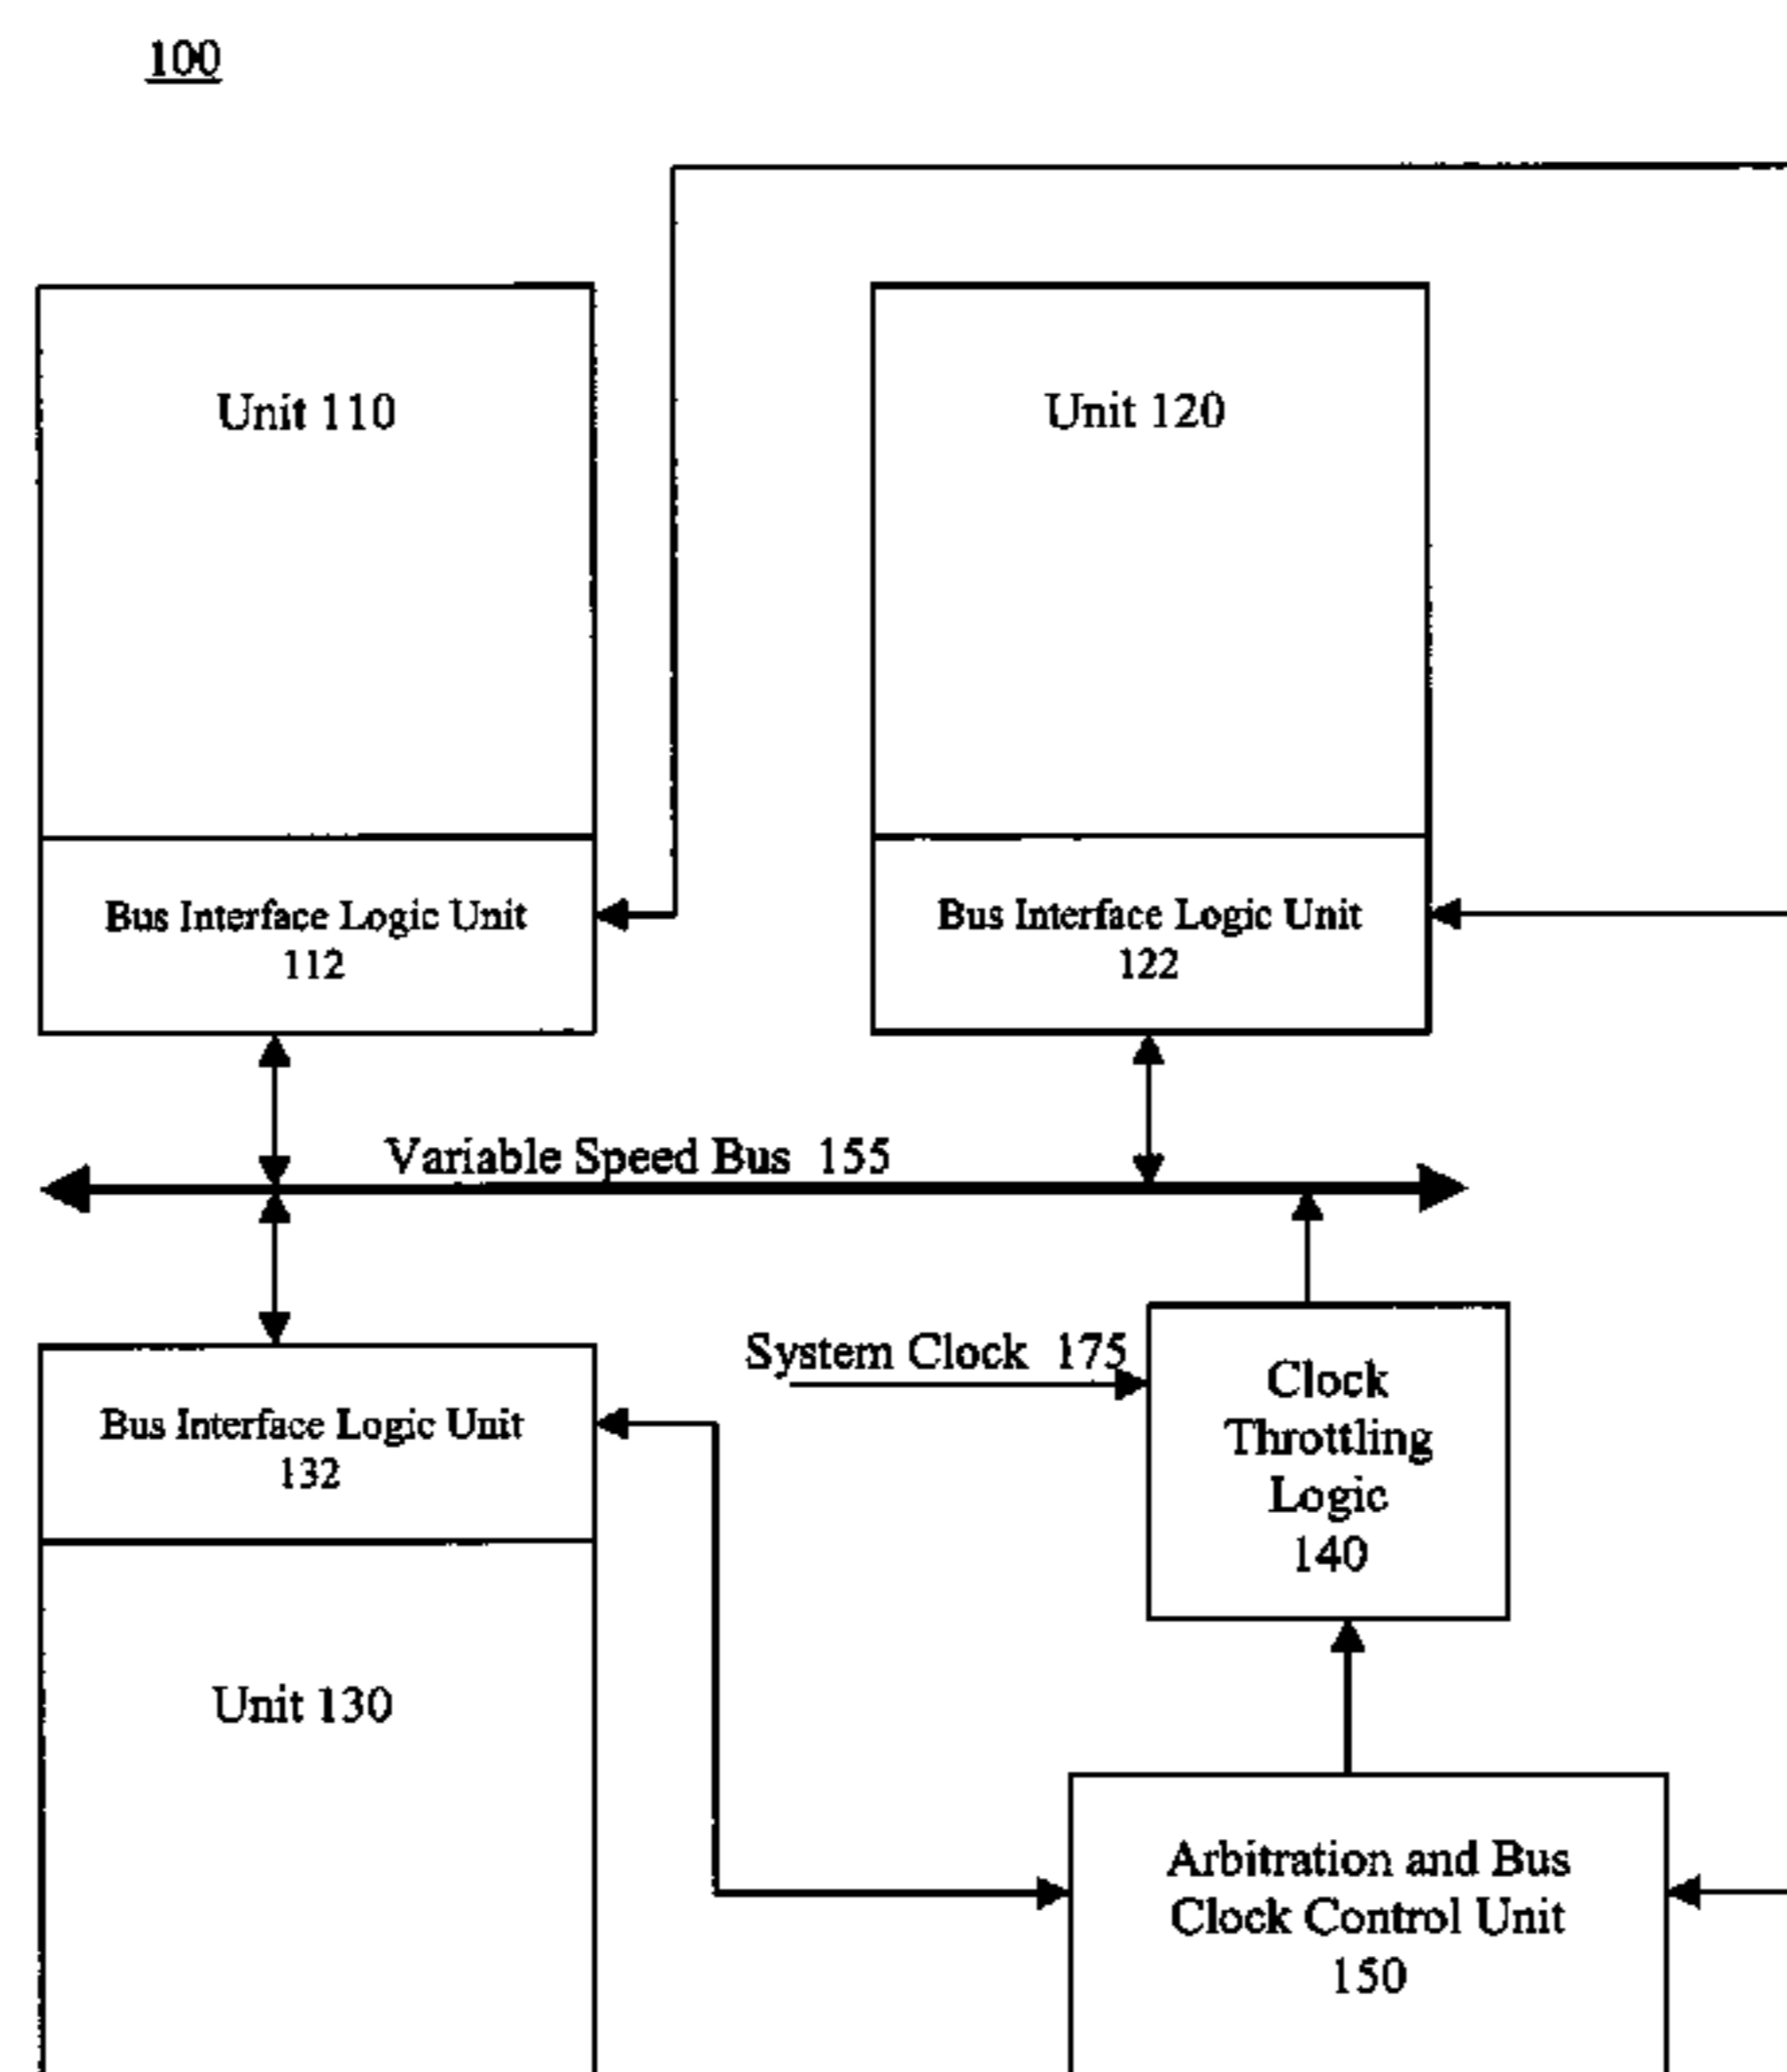 100
Unit 110
Unit 120
Bus Interface Logic Unit
112
Bus Interface Logic Unit
122
Variable Speed Bus 155
System Clock 175
Clock
Throttling
Logic
140
Bus Interface Logic Unit
132
Unit 130
Arbitration and Bus
Clock Control Unit
150